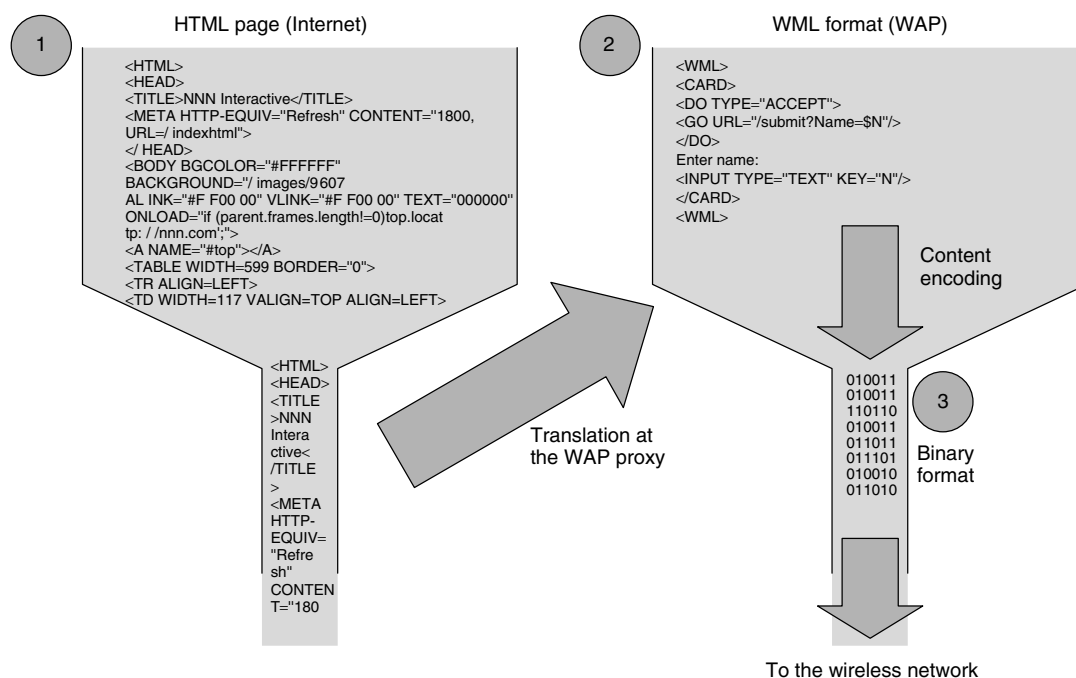 HTML page (Internet)
1
<HTML>
<HEAD>
<TITLE>NNN Interactive</TITLE>
<META HTTP-EQUIV="Refresh" CONTENT="1800,
URL=/ indexhtml">
</ HEAD>
<BODY BGCOLOR="#FFFFFF"
BACKGROUND="/ images/9607
AL INK="#F F00 00" VLINK="#F F00 00" TEXT="000000"
ONLOAD="if (parent.frames.length!=0)top.locat
tp: / /nnn.com';">
<A NAME="#top"></A>
<TABLE WIDTH=599 BORDER="0">
<TR ALIGN=LEFT>
<TD WIDTH=117 VALIGN=TOP ALIGN=LEFT>
<HTML>
<HEAD>
<TITLE
>NNN
Intera
ctive<
/TITLE
>
<META
HTTP-
EQUIV=
"Refre
sh"
CONTEN
T="180
Translation at
the WAP proxy
WML format (WAP)
2
<WML>
<CARD>
<DO TYPE="ACCEPT">
<GO URL="/submit?Name=$N"/>
</DO>
Enter name:
<INPUT TYPE="TEXT" KEY="N"/>
</CARD>
<WML>
Content
encoding
010011
010011
110110
010011
011011
011101
010010
011010
3
Binary
format
To the wireless network